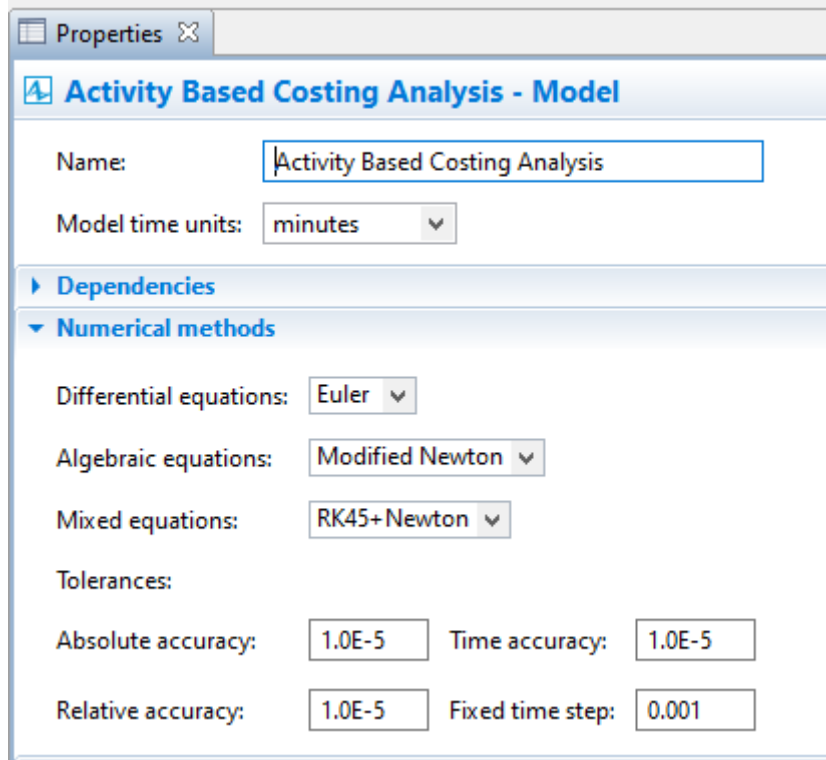 Properties
Activity Based Costing Analysis - Model
Name: Activity Based Costing Analysis
Model time units: minutes
Dependencies
Numerical methods
Differential equations: Euler
Algebraic equations: Modified Newton
Mixed equations: RK45+Newton
Tolerances:
Absolute accuracy: 1.0E-5 Time accuracy: 1.0E-5
Relative accuracy: 1.0E-5 Fixed time step: 0.001